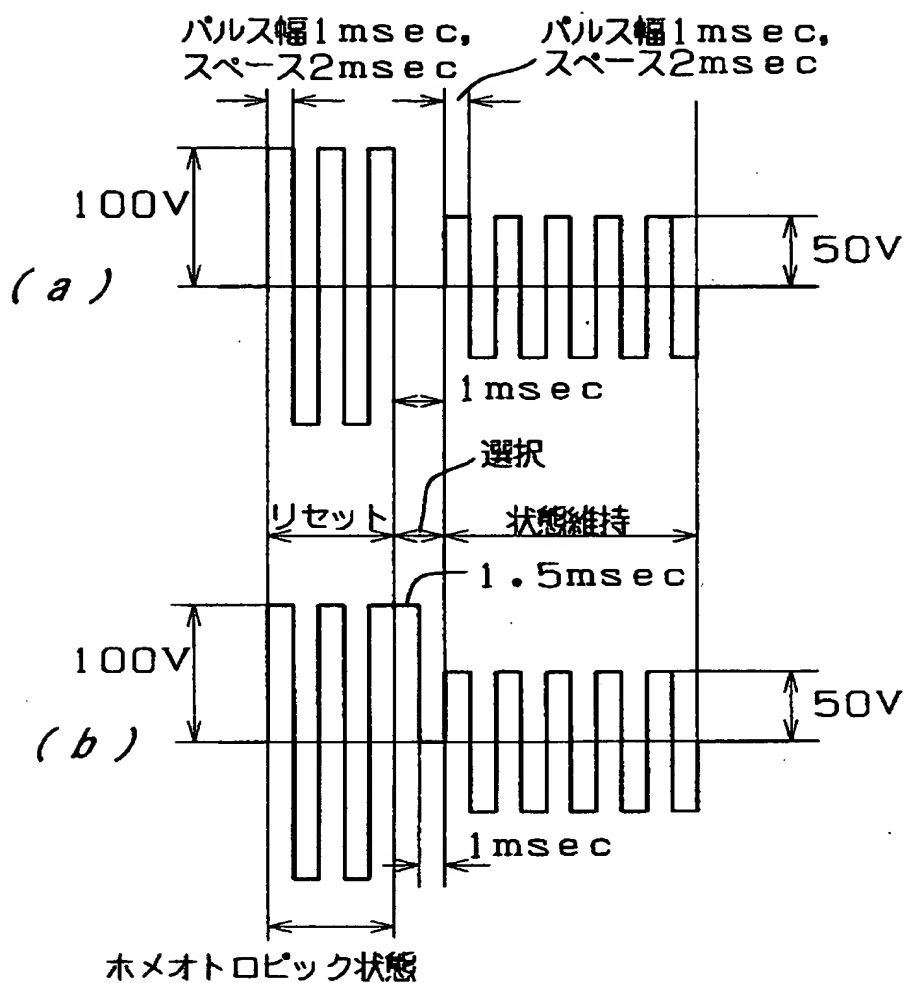 パルス幅1msec,
スペース2msec
パルス幅1msec,
スペース2msec
100V
50V
(a)
1msec
選択
リセット
状態維持
1.5msec
100V
50V
(b)
1msec
ホメオトロピック状態